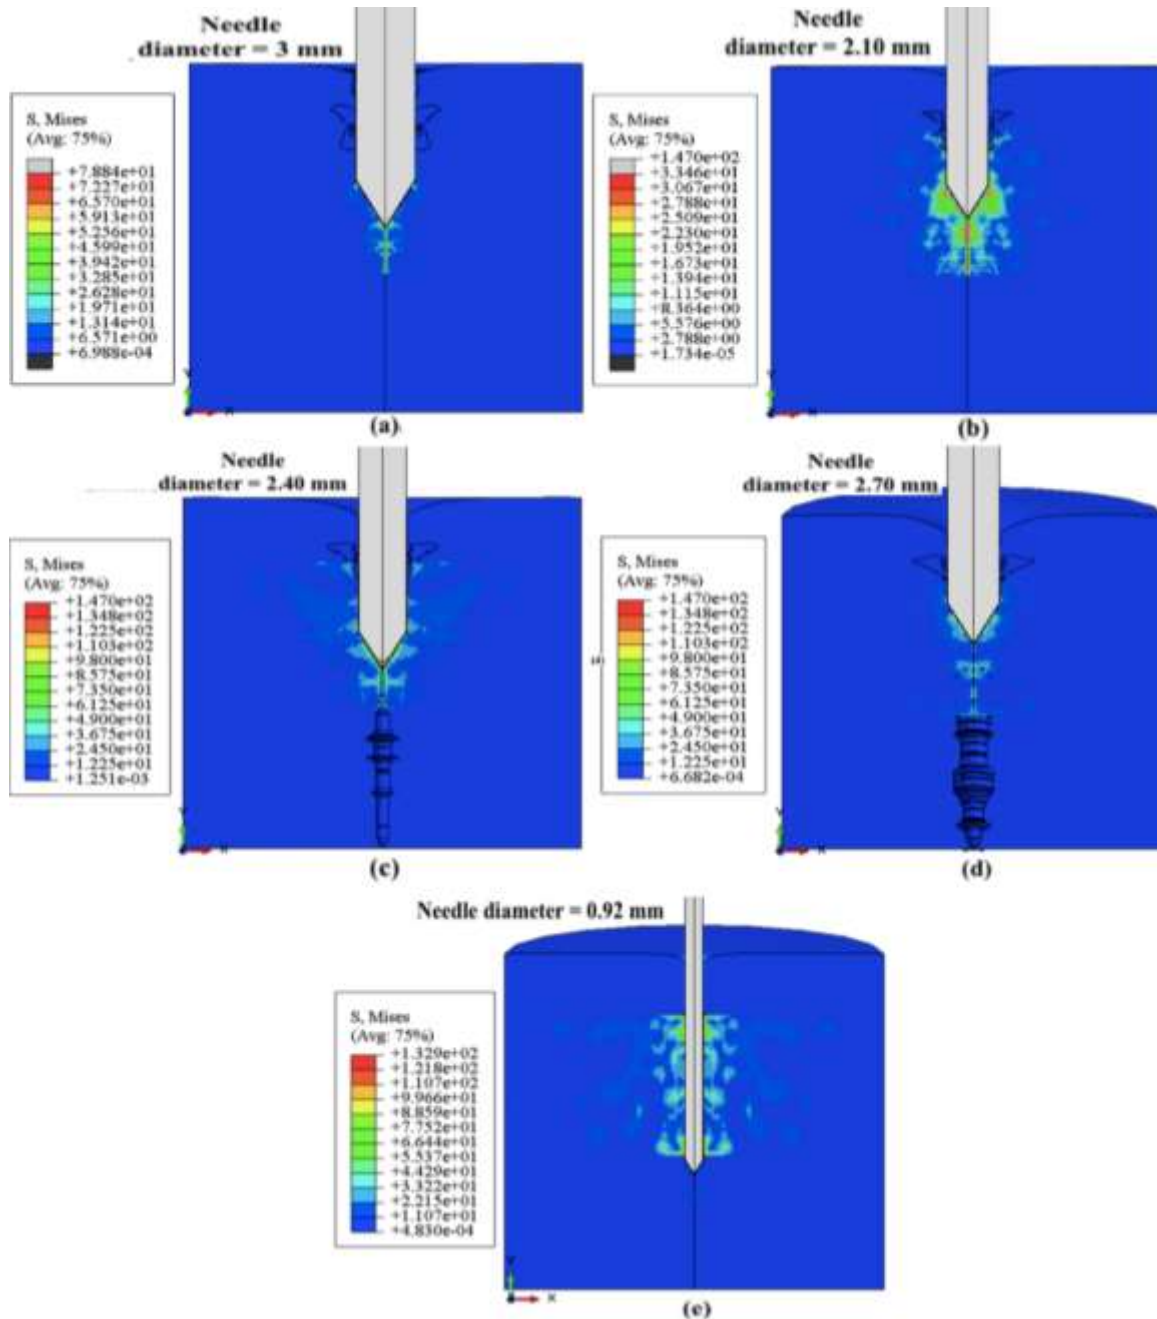 Needle
diameter = 3 mm
S, Mises
(Avg: 75%)
+7.884e+01
+7.227e+01
+6.570e+01
+5.913e+01
+5.256e+01
+4.599e+01
+3.942e+01
+3.285e+01
+2.628e+01
+1.971e+01
+1.314e+01
+6.571e+00
+6.988e-04
Y
X
(a)
Needle
diameter = 2.10 mm
S, Mises
(Avg: 75%)
+1.470e+02
+3.346e+01
+3.067e+01
+2.788e+01
+2.509e+01
+2.230e+01
+1.952e+01
+1.673e+01
+1.394e+01
+1.115e+01
+8.364e+00
+5.576e+00
+2.788e+00
+1.734e-05
Y
X
(b)
Needle
diameter = 2.40 mm
S, Mises
(Avg: 75%)
+1.470e+02
+1.348e+02
+1.225e+02
+1.103e+02
+9.800e+01
+8.575e+01
+7.350e+01
+6.125e+01
+4.900e+01
+3.675e+01
+2.450e+01
+1.225e+01
+1.251e-03
Y
X
(c)
Needle
diameter = 2.70 mm
S, Mises
(Avg: 75%)
+1.470e+02
+1.348e+02
+1.225e+02
+1.103e+02
+9.800e+01
+8.575e+01
+7.350e+01
+6.125e+01
+4.900e+01
+3.675e+01
+2.450e+01
+1.225e+01
+6.682e-04
Y
X
(d)
Needle diameter = 0.92 mm
S, Mises
(Avg: 75%)
+1.329e+02
+1.218e+02
+1.107e+02
+9.966e+01
+8.859e+01
+7.752e+01
+6.644e+01
+5.537e+01
+4.429e+01
+3.322e+01
+2.215e+01
+1.107e+01
+4.830e-04
Y
X
(e)